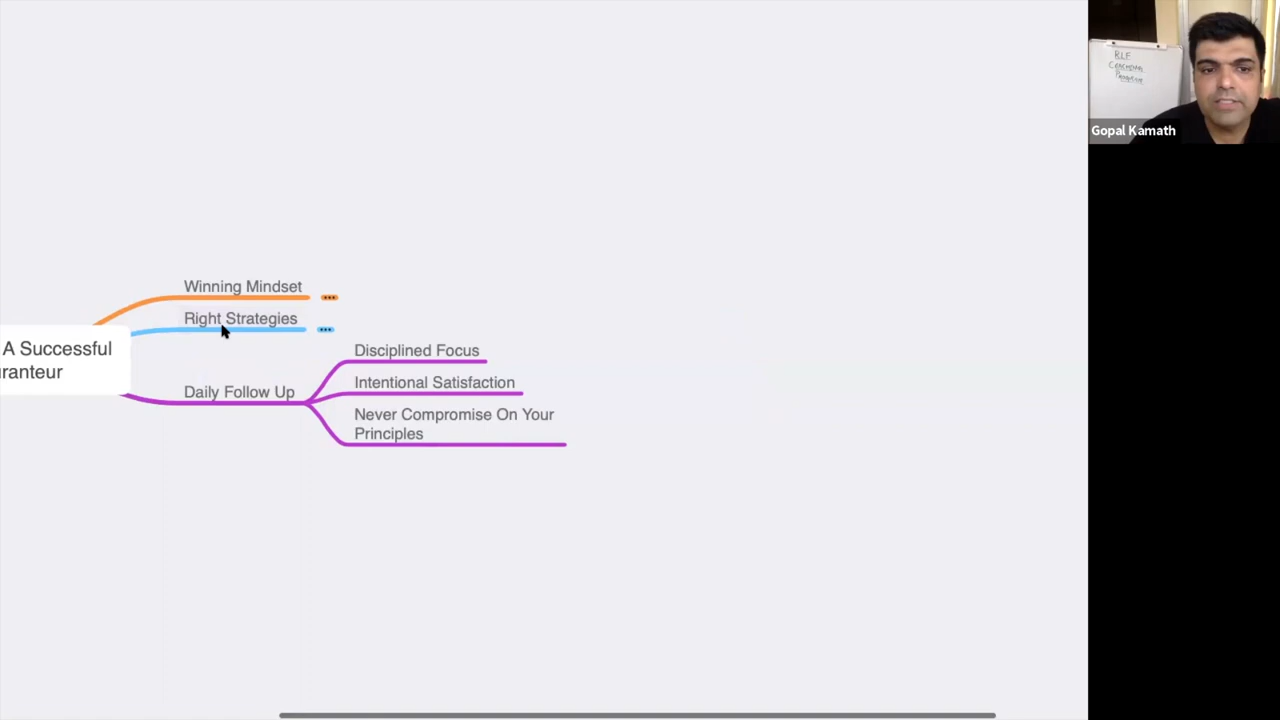 Winning Mindset
Right Strategies
A Successful
ranteur
Daily Follow Up
Disciplined Focus
Intentional Satisfaction
Never Compromise On Your
Principles
RLF
Gopal Kamath